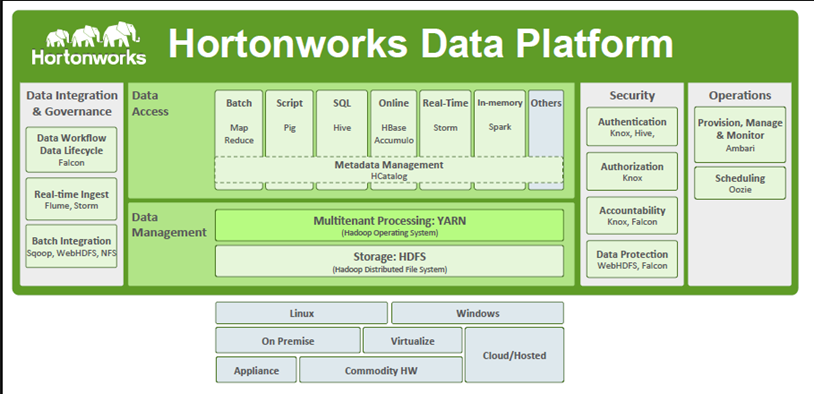 Hortonworks
Hortonworks Data Platform
Data Integration
& Governance
Data Workflow
Data Lifecycle
Falcon
Real-time Ingest
Flume, Storm
Batch Integration
Sqoop, WebHDFS, NFS
Data
Access
Batch
Map
Reduce
Script
Pig
SQL
Hive
Online
HBase
Accumulo
Real-Time
Storm
In-memory
Spark
Others
Metadata Management
HCatalog
Data
Management
Multitenant Processing: YARN
(Hadoop Operating System)
Storage: HDFS
(Hadoop Distributed File System)
Security
Authentication
Knox, Hive,
Authorization
Knox
Accountability
Knox, Falcon
Data Protection
WebHDFS, Falcon
Operations
Provision, Manage
& Monitor
Ambari
Scheduling
Oozie
Linux
Windows
On Premise
Virtualize
Cloud/Hosted
Appliance
Commodity HW